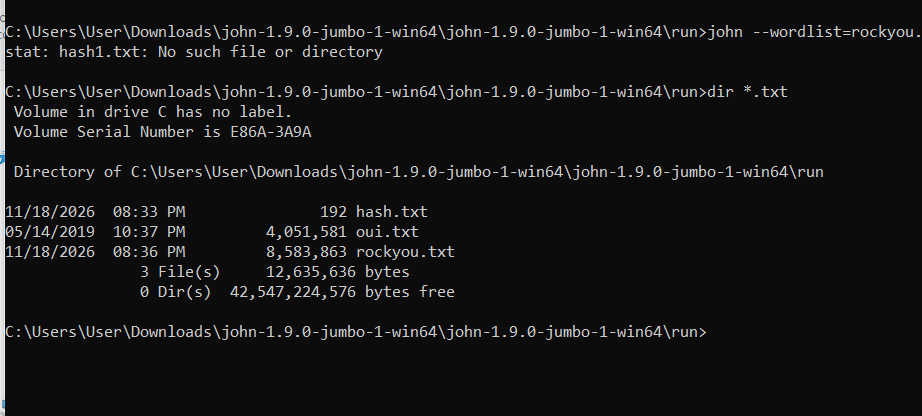 C:\Users\User\Downloads\john-1.9.0-jumbo-1-win64\john-1.9.0-jumbo-1-win64\run>john --wordlist=rockyou.
stat: hash1.txt: No such file or directory
C:\Users\User\Downloads\john-1.9.0-jumbo-1-win64\john-1.9.0-jumbo-1-win64\run>dir *.txt
Volume in drive C has no label.
Volume Serial Number is E86A-3A9A
Directory of C:\Users\User\Downloads\john-1.9.0-jumbo-1-win64\john-1.9.0-jumbo-1-win64\run
11/18/2026 08:33 PM 192 hash.txt
05/14/2019 10:37 PM 4,051,581 oui.txt
11/18/2026 08:36 PM 8,583,863 rockyou.txt
3 File(s) 12,635,636 bytes
0 Dir(s) 42,547,224,576 bytes free
C:\Users\User\Downloads\john-1.9.0-jumbo-1-win64\john-1.9.0-jumbo-1-win64\run>